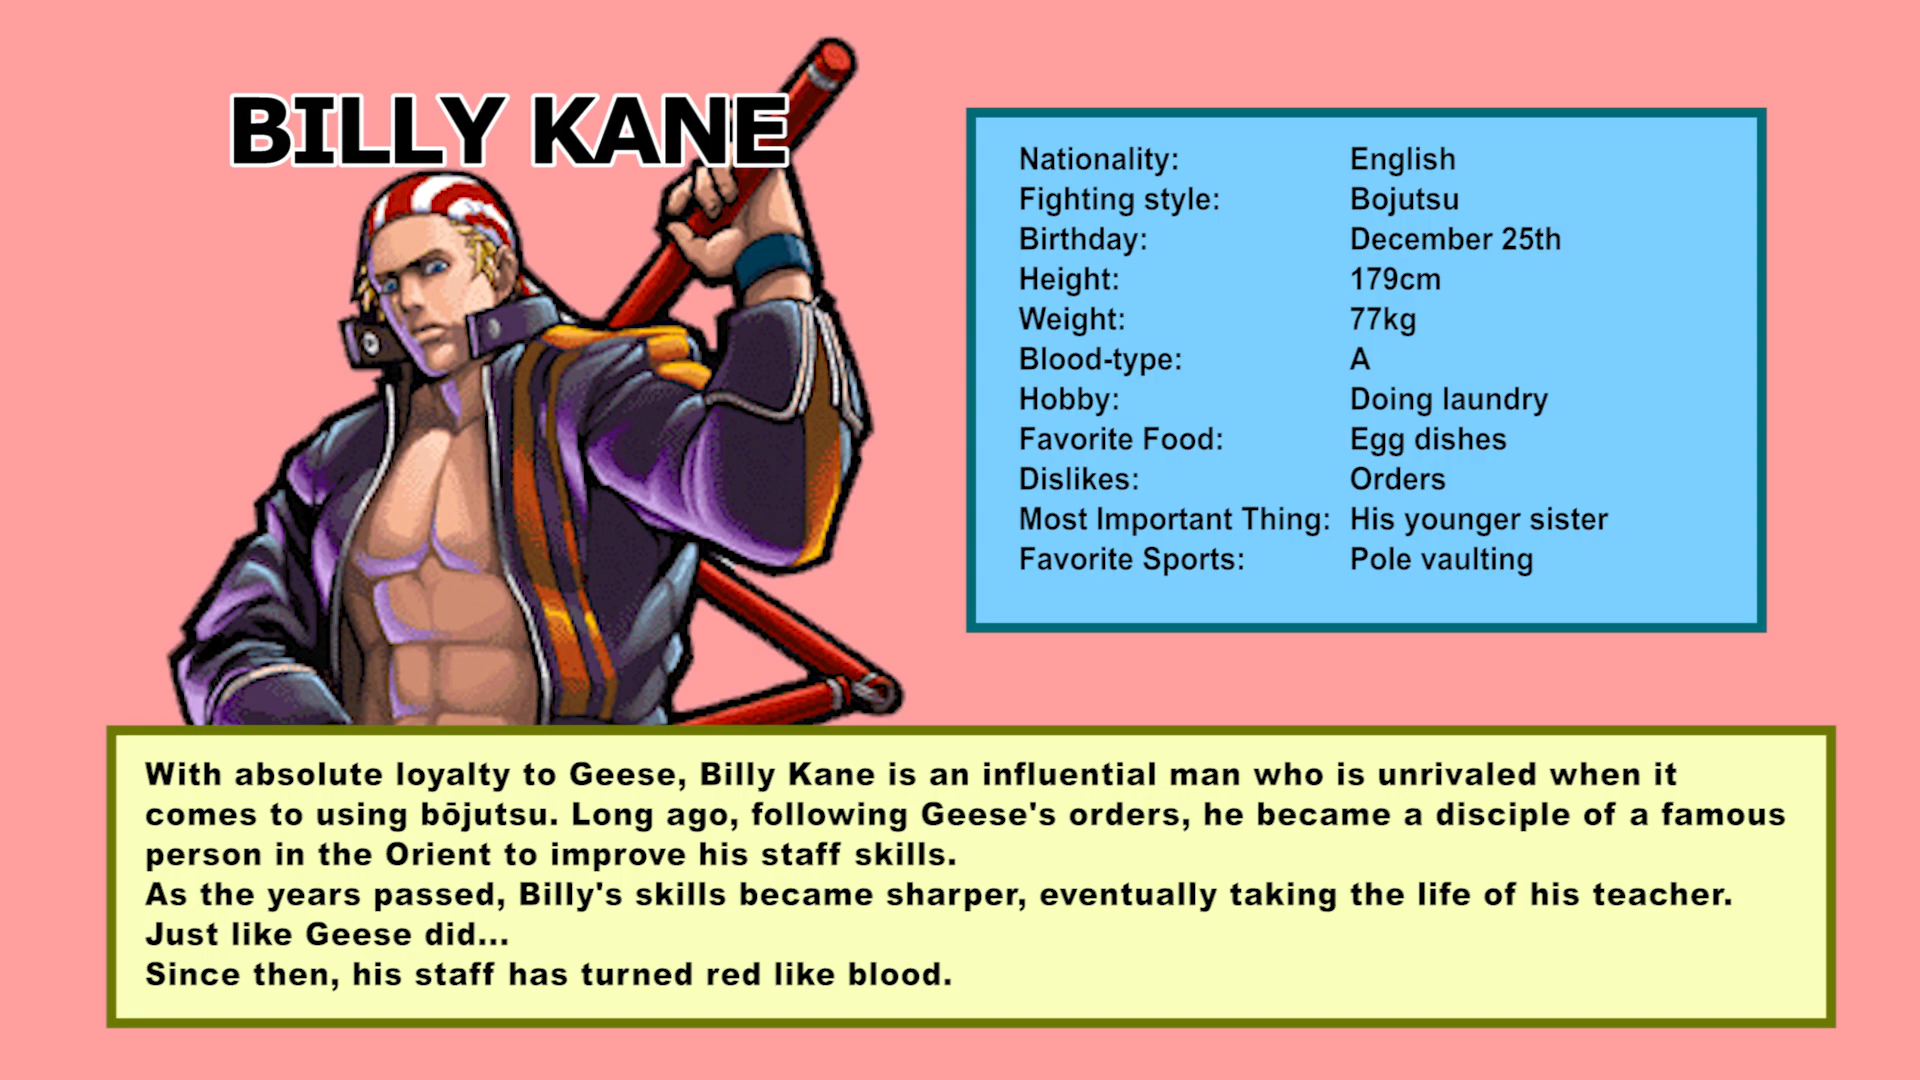 BILLY KANE
Nationality: English
Fighting style: Bojutsu
Birthday: December 25th
Height: 179cm
Weight: 77kg
Blood-type: A
Hobby: Doing laundry
Favorite Food: Egg dishes
Dislikes: Orders
Most Important Thing: His younger sister
Favorite Sports: Pole vaulting
With absolute loyalty to Geese, Billy Kane is an influential man who is unrivaled when it
comes to using bōjutsu. Long ago, following Geese's orders, he became a disciple of a famous
person in the Orient to improve his staff skills.
As the years passed, Billy's skills became sharper, eventually taking the life of his teacher.
Just like Geese did...
Since then, his staff has turned red like blood.